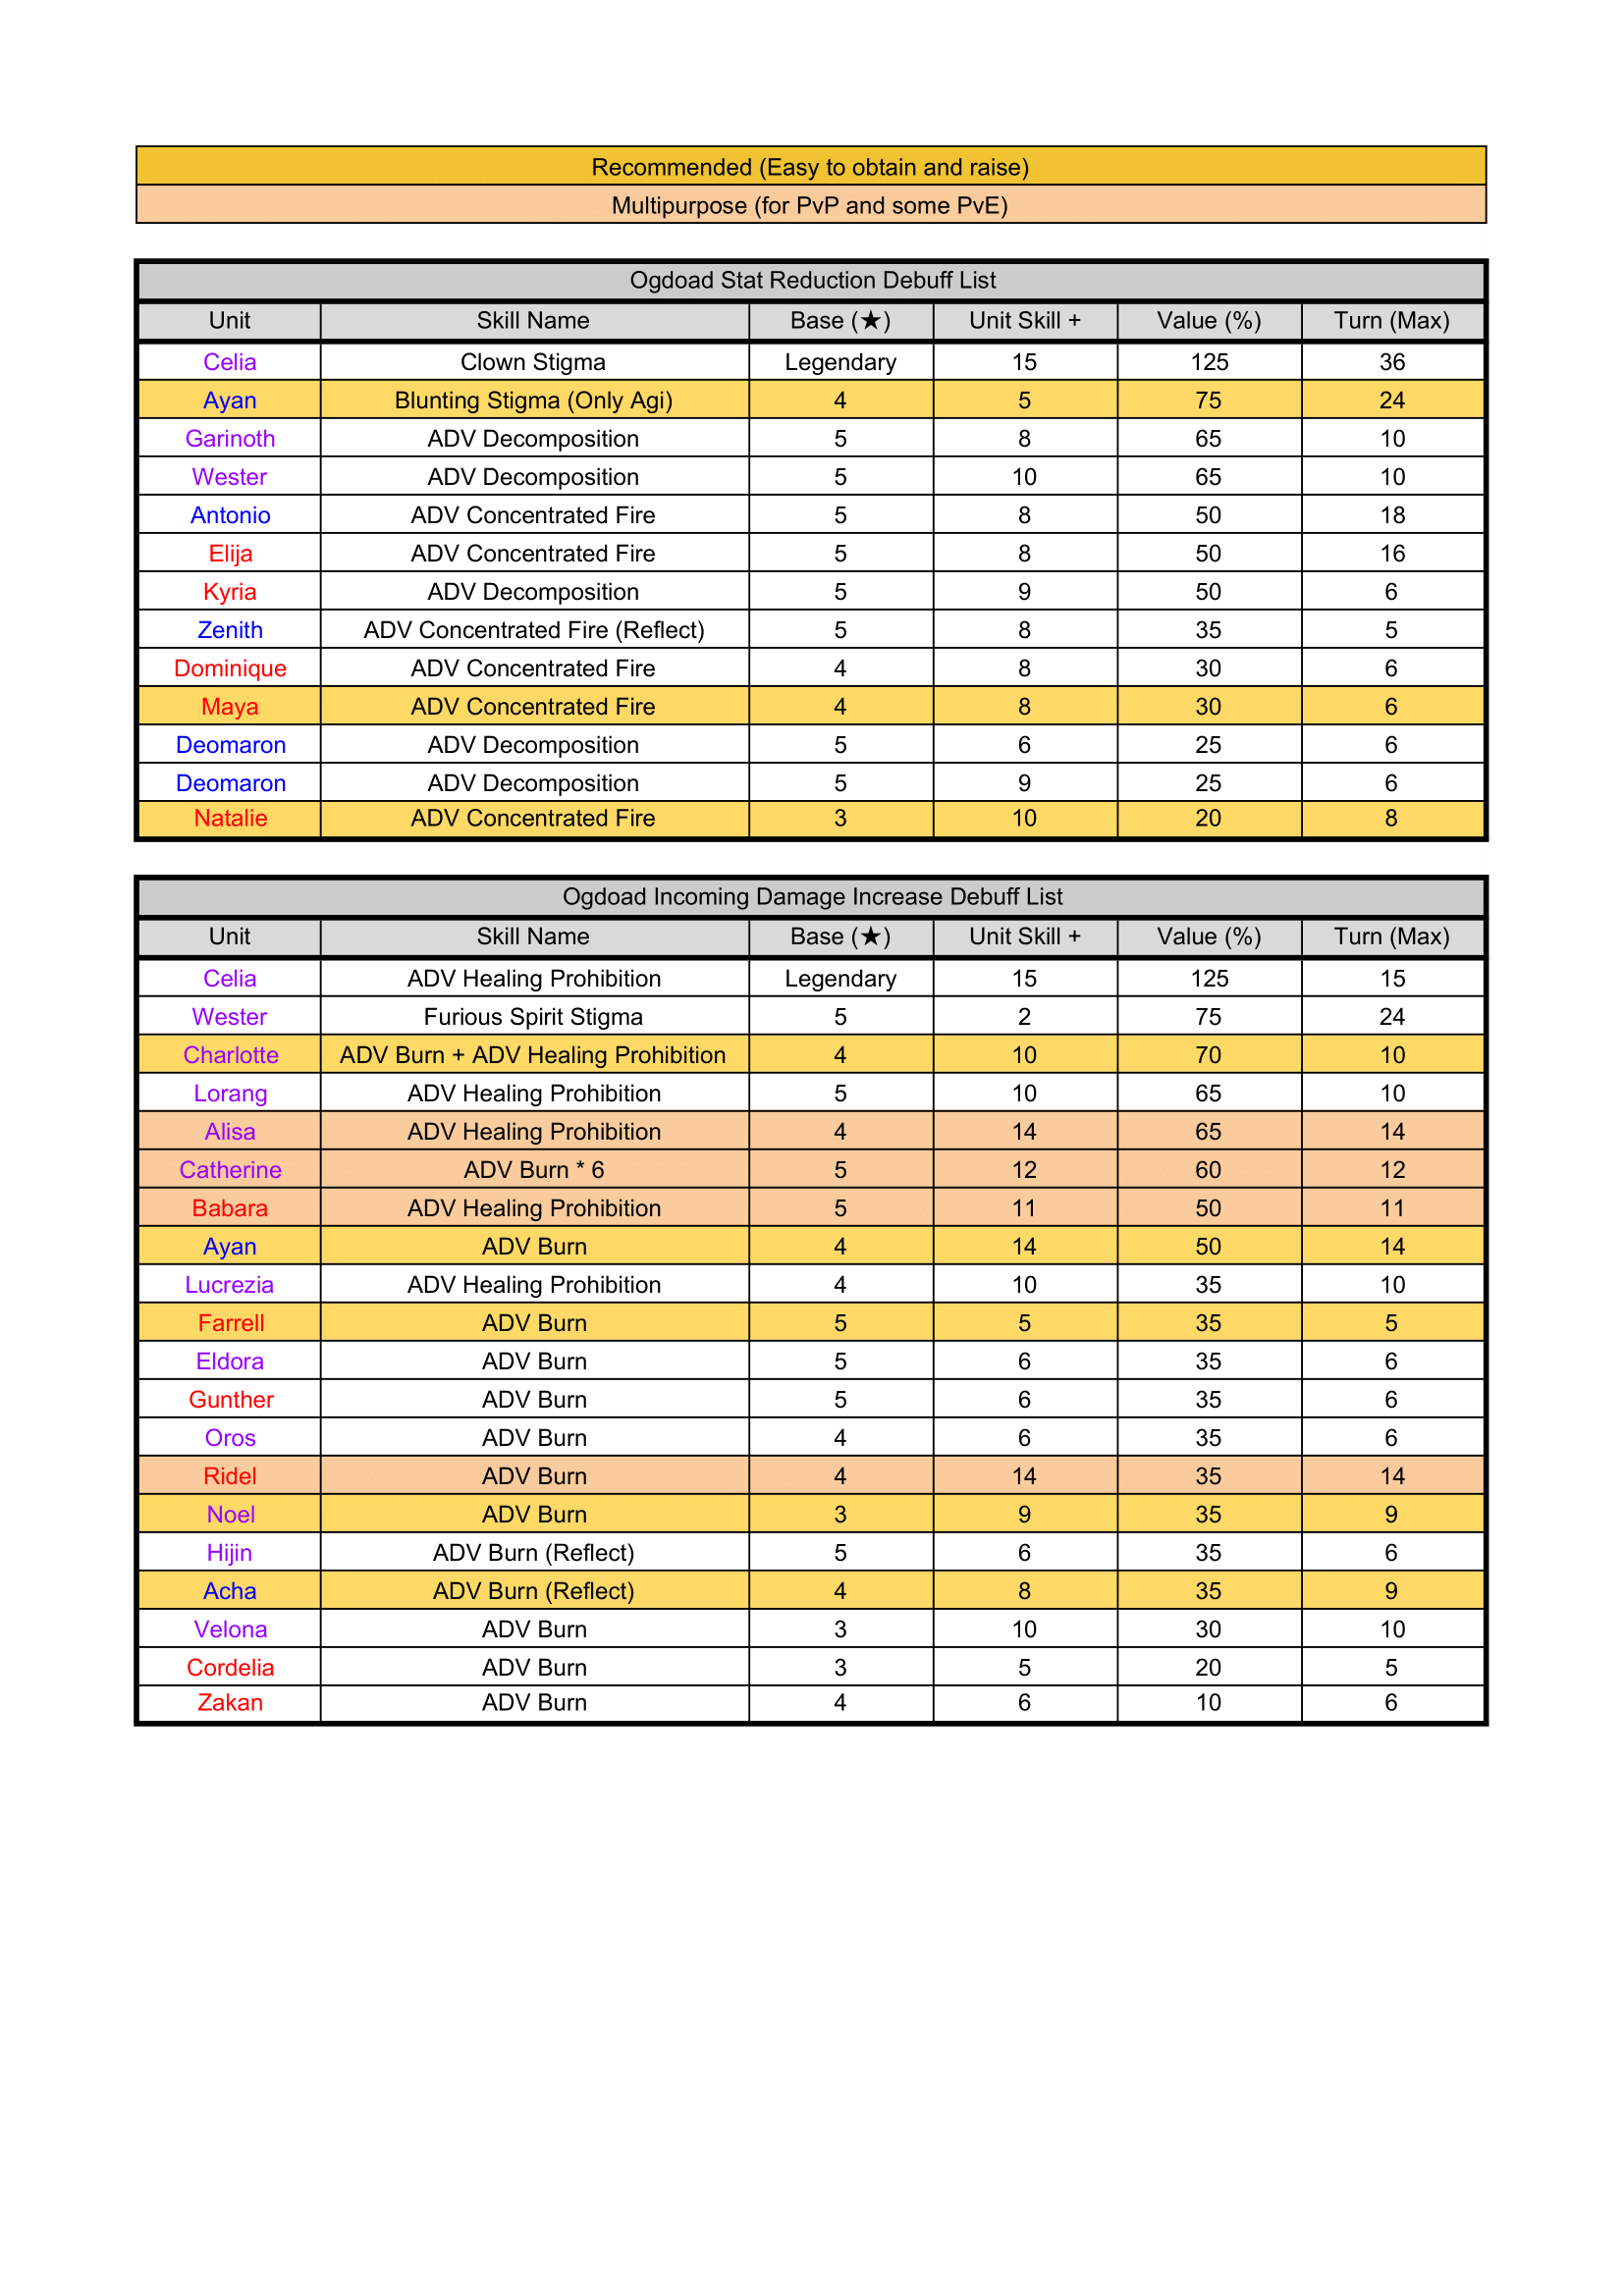 Recommended (Easy to obtain and raise)
Multipurpose (for PvP and some PvE)
Ogdoad Stat Reduction Debuff List
Unit Skill Name Base (★) Unit Skill + Value (%) Turn (Max)
Celia Clown Stigma Legendary 15 125 36
Ayan Blunting Stigma (Only Agi) 4 5 75 24
Garinoth ADV Decomposition 5 8 65 10
Wester ADV Decomposition 5 10 65 10
Antonio ADV Concentrated Fire 5 8 50 18
Elija ADV Concentrated Fire 5 8 50 16
Kyria ADV Decomposition 5 9 50 6
Zenith ADV Concentrated Fire (Reflect) 5 8 35 5
Dominique ADV Concentrated Fire 4 8 30 6
Maya ADV Concentrated Fire 4 8 30 6
Deomaron ADV Decomposition 5 6 25 6
Deomaron ADV Decomposition 5 9 25 6
Natalie ADV Concentrated Fire 3 10 20 8
Ogdoad Incoming Damage Increase Debuff List
Unit Skill Name Base (★) Unit Skill + Value (%) Turn (Max)
Celia ADV Healing Prohibition Legendary 15 125 15
Wester Furious Spirit Stigma 5 2 75 24
Charlotte ADV Burn + ADV Healing Prohibition 4 10 70 10
Lorang ADV Healing Prohibition 5 10 65 10
Alisa ADV Healing Prohibition 4 14 65 14
Catherine ADV Burn * 6 5 12 60 12
Babara ADV Healing Prohibition 5 11 50 11
Ayan ADV Burn 4 14 50 14
Lucrezia ADV Healing Prohibition 4 10 35 10
Farrell ADV Burn 5 5 35 5
Eldora ADV Burn 5 6 35 6
Gunther ADV Burn 5 6 35 6
Oros ADV Burn 4 6 35 6
Ridel ADV Burn 4 14 35 14
Noel ADV Burn 3 9 35 9
Hijin ADV Burn (Reflect) 5 6 35 6
Acha ADV Burn (Reflect) 4 8 35 9
Velona ADV Burn 3 10 30 10
Cordelia ADV Burn 3 5 20 5
Zakan ADV Burn 4 6 10 6